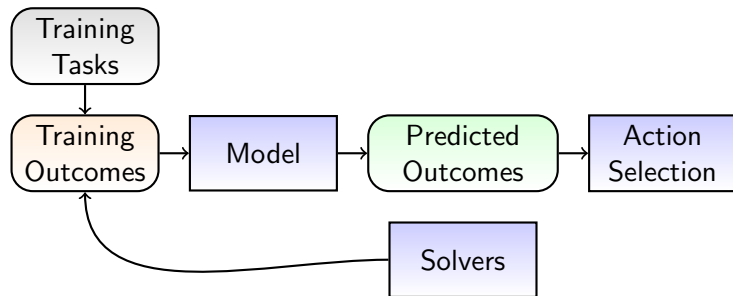 Training
Tasks
Training
Outcomes
Model
Predicted
Outcomes
Action
Selection
Solvers